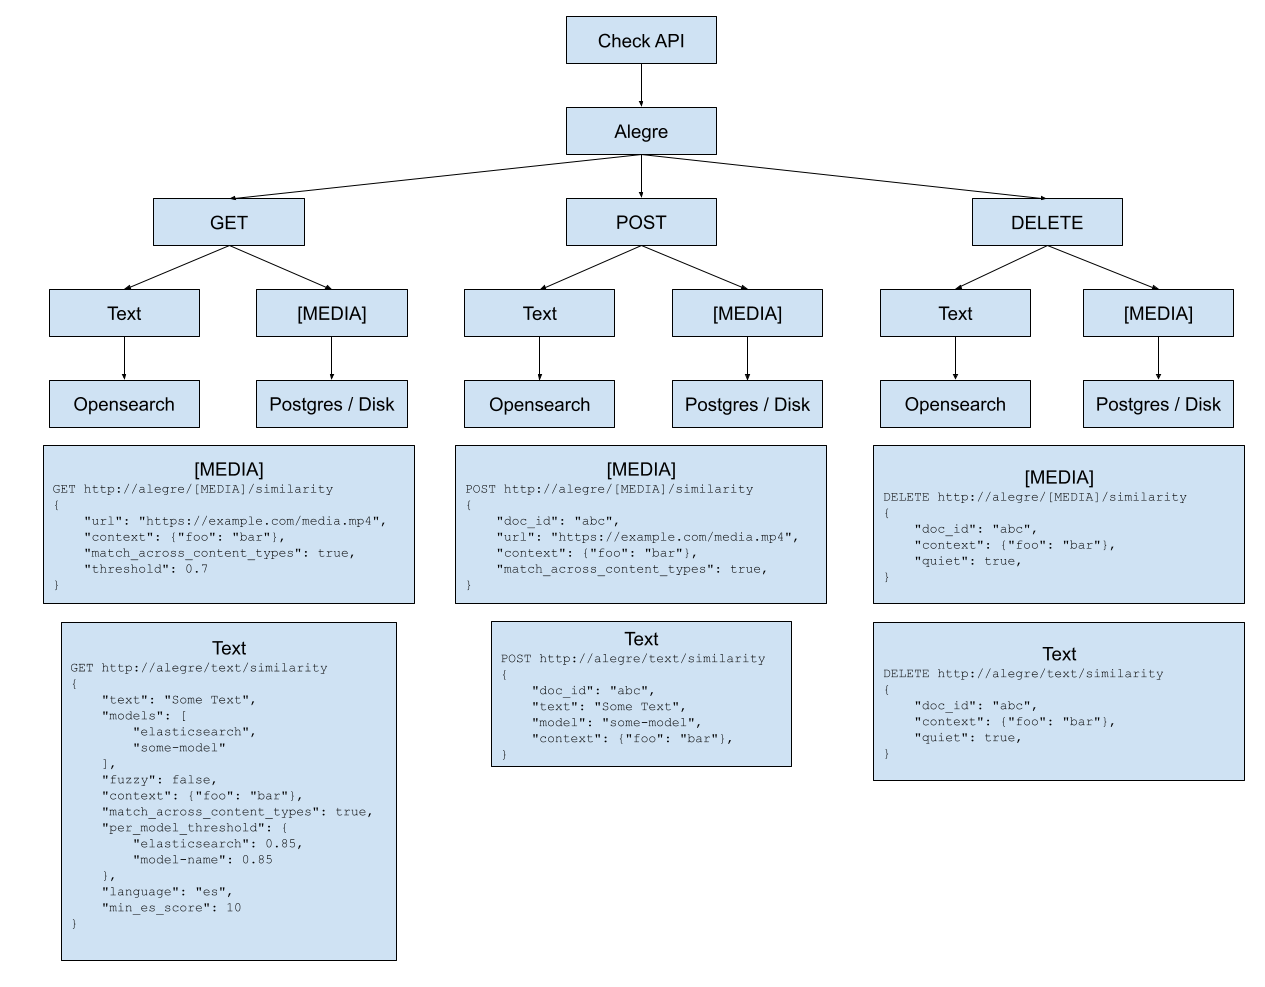 Check API
Alegre
GET
POST
DELETE
Text
[MEDIA]
Text
[MEDIA]
Text
[MEDIA]
Opensearch
Postgres / Disk
Opensearch
Postgres / Disk
Opensearch
Postgres / Disk
[MEDIA]
GET http://alegre/[MEDIA]/similarity
{
    "url": "https://example.com/media.mp4",
    "context": {"foo": "bar"},
    "match_across_content_types": true,
    "threshold": 0.7
}
[MEDIA]
POST http://alegre/[MEDIA]/similarity
{
    "doc_id": "abc",
    "url": "https://example.com/media.mp4",
    "context": {"foo": "bar"},
    "match_across_content_types": true,
}
[MEDIA]
DELETE http://alegre/[MEDIA]/similarity
{
    "doc_id": "abc",
    "context": {"foo": "bar"},
    "quiet": true,
}
Text
GET http://alegre/text/similarity
{
    "text": "Some Text",
    "models": [
        "elasticsearch",
        "some-model"
    ],
    "fuzzy": false,
    "context": {"foo": "bar"},
    "match_across_content_types": true,
    "per_model_threshold": {
        "elasticsearch": 0.85,
        "model-name": 0.85
    },
    "language": "es",
    "min_es_score": 10
}
Text
POST http://alegre/text/similarity
{
    "doc_id": "abc",
    "text": "Some Text",
    "model": "some-model",
    "context": {"foo": "bar"},
}
Text
DELETE http://alegre/text/similarity
{
    "doc_id": "abc",
    "context": {"foo": "bar"},
    "quiet": true,
}